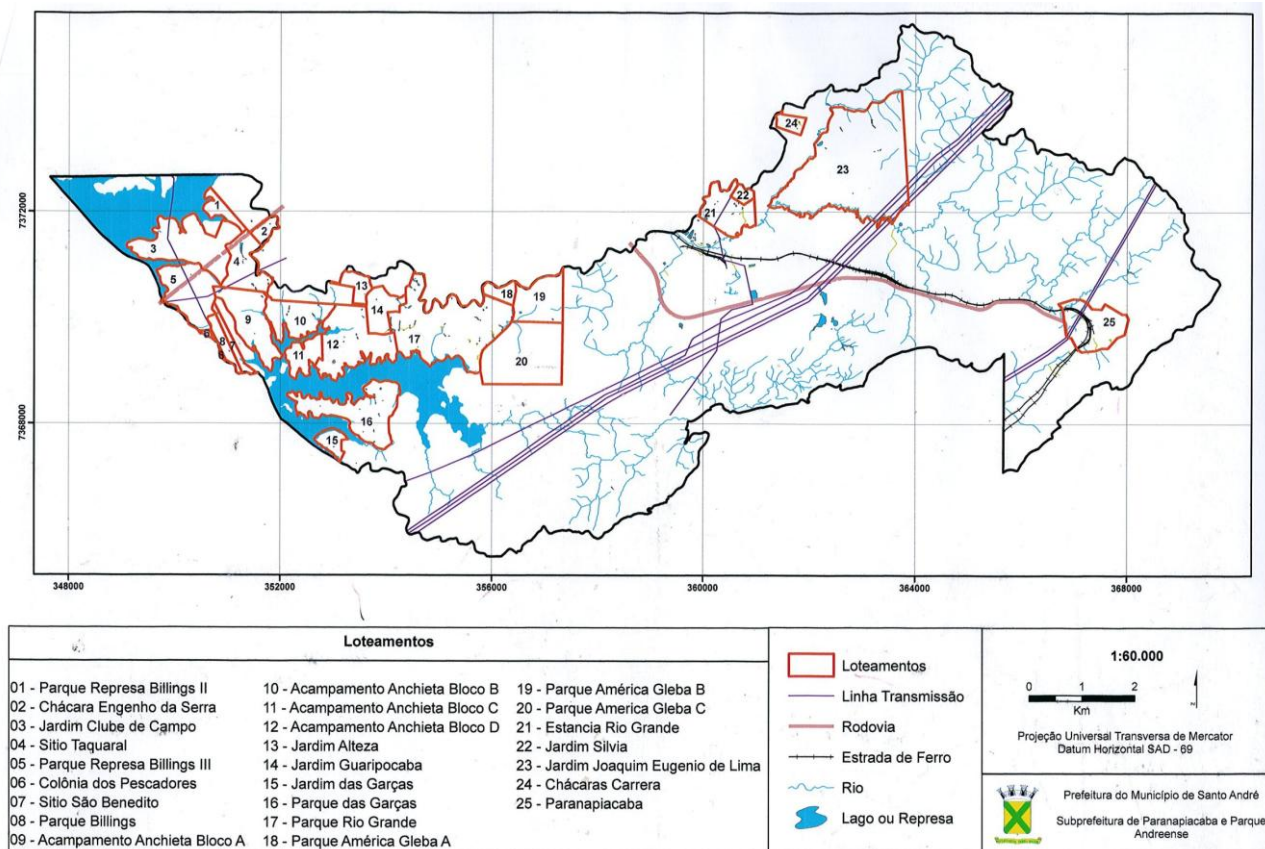 24
23
22
21
1
2
3
4
5
13
18
19
14
6
8
7
6
9
10
11
12
17
20
25
16
15
7372000
7368000
348000
352000
356000
360000
364000
368000
Loteamentos
01 - Parque Represa Billings II
02 - Chácara Engenho da Serra
03 - Jardim Clube de Campo
04 - Sitio Taquaral
05 - Parque Represa Billings III
06 - Colônia dos Pescadores
07 - Sitio São Benedito
08 - Parque Billings
09 - Acampamento Anchieta Bloco A
10 - Acampamento Anchieta Bloco B
11 - Acampamento Anchieta Bloco C
12 - Acampamento Anchieta Bloco D
13 - Jardim Alteza
14 - Jardim Guaripocaba
15 - Jardim das Garças
16 - Parque das Garças
17 - Parque Rio Grande
18 - Parque América Gleba A
19 - Parque América Gleba B
20 - Parque America Gleba C
21 - Estancia Rio Grande
22 - Jardim Silvia
23 - Jardim Joaquim Eugenio de Lima
24 - Chácaras Carrera
25 - Paranapiacaba
Loteamentos
Linha Transmissão
Rodovia
Estrada de Ferro
Rio
Lago ou Represa
1:60.000
0 1 2
Km
Projeção Universal Transversa de Mercator
Datum Horizontal SAD - 69
Prefeitura do Município de Santo André
Subprefeitura de Paranapiacaba e Parque
Andreense